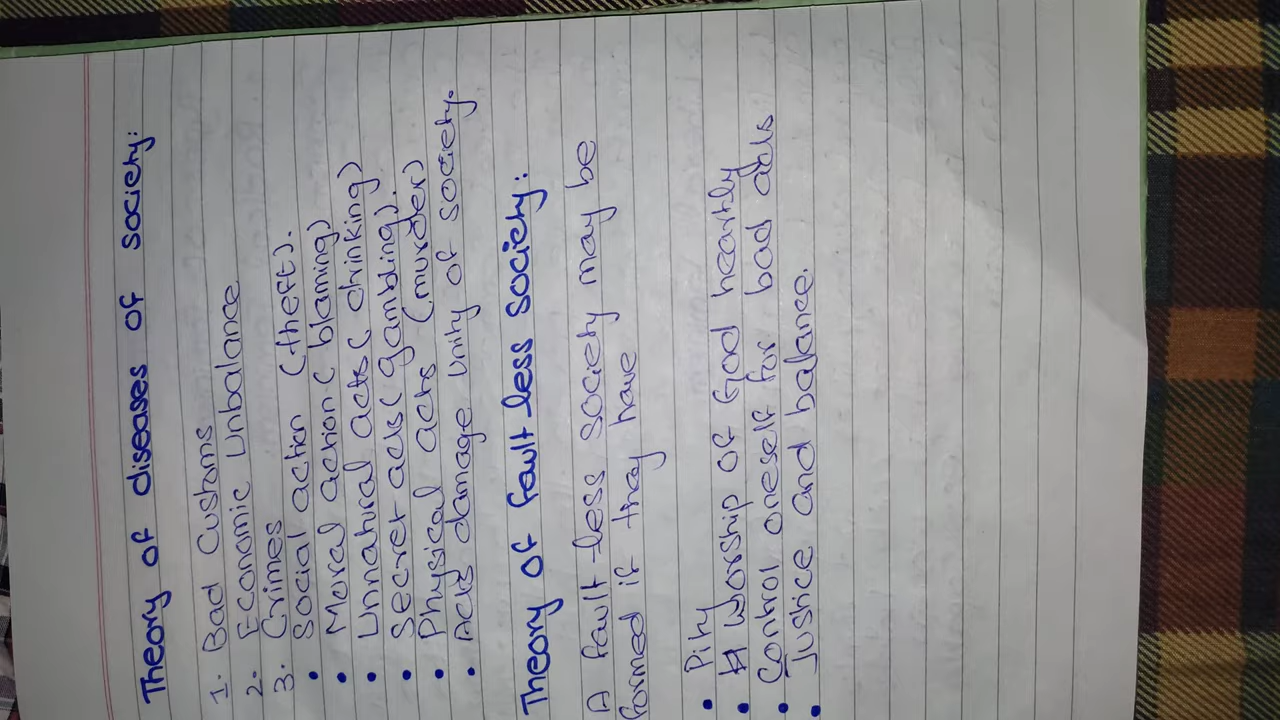 Theory of diseases of society:
1. Bad Customs
2. Economic Unbalance
3. Crimes
• Social action (theft).
• Moral action (blaming)
• Unnatural acts (drinking)
• Secret acts (gambling).
• Physical acts (murder)
• Acts damage unity of society.
Theory of fault less society:
A fault-less society may be
formed if they have
• Pity
• Worship of God heartly
• Control oneself for bad acts
• Justice and balance.